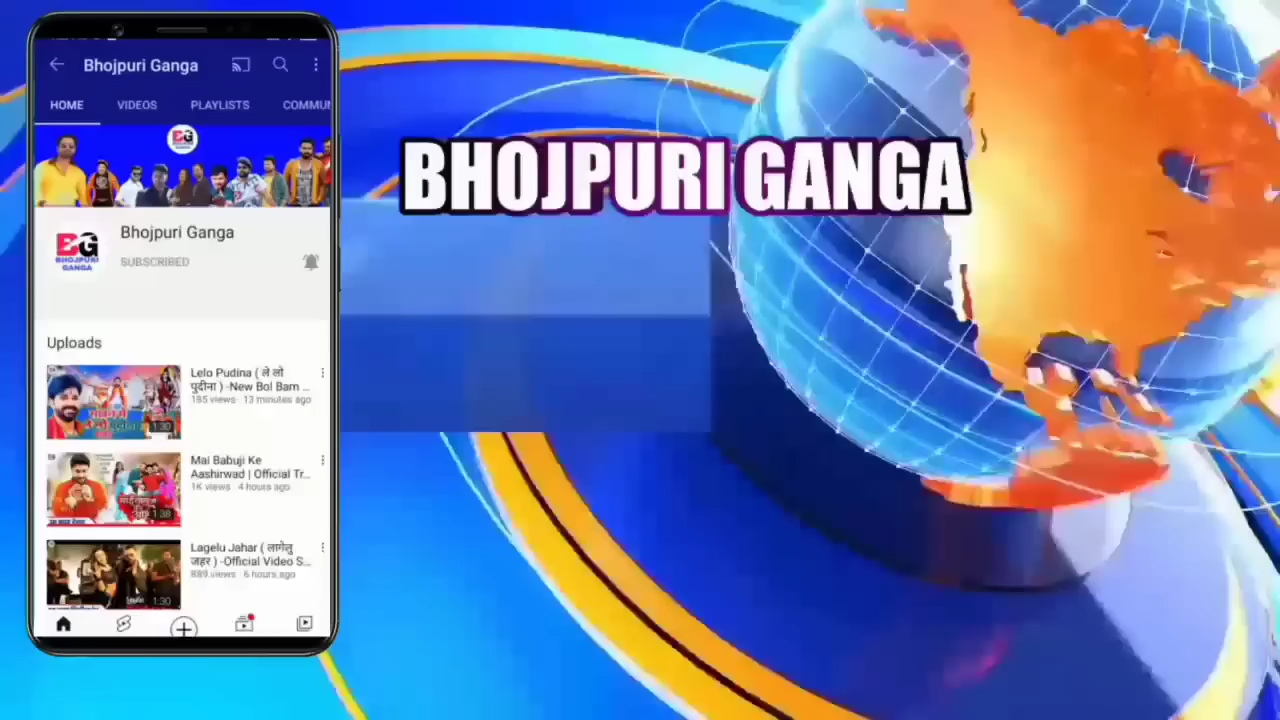 Bhojpuri Ganga
HOME VIDEOS PLAYLISTS COMMUN
BG
BHOJPURI GANGA
Bhojpuri Ganga
SUBSCRIBED
BG
BHOJPURI
GANGA
Uploads
Lelo Pudina ( ले लो
पुदीना ) -New Bol Bam ...
185 views · 13 minutes ago
1:30
Mai Babuji Ke
Aashirwad | Official Tr...
1K views · 4 hours ago
1:38
Lagelu Jahar ( लागेलु
जहर ) -Official Video S...
889 views · 6 hours ago
1:30